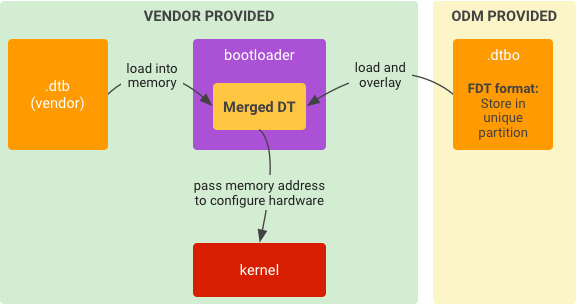 VENDOR PROVIDED
ODM PROVIDED
.dtb
(vendor)
load into
memory
bootloader
Merged DT
load and
overlay
.dtbo
FDT format:
Store in
unique
partition
pass memory address
to configure hardware
kernel